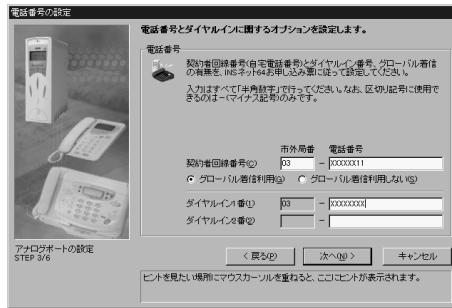 電話番号の設定
電話番号とダイヤルインに関するオプションを設定します。
電話番号
契約者回線番号(自宅電話番号)とダイヤルイン番号、グローバル着信
の有無を、INSネット64お申し込み票に従って設定してください。
入力はすべて「半角数字」で行ってください。なお、区切り記号に使用で
きるのは－(マイナス記号)のみです。
市外局番 電話番号
契約者回線番号(C) 03 － XXXXXX11
グローバル着信利用(G) グローバル着信利用しない(S)
ダイヤルイン1番(1) 03 － XXXXXXXX
ダイヤルイン2番(2) －
アナログポートの設定
STEP 3/6
< 戻る(P) 次へ(N) > キャンセル
ヒントを見たい場所にマウスカーソルを重ねると、ここにヒントが表示されます。